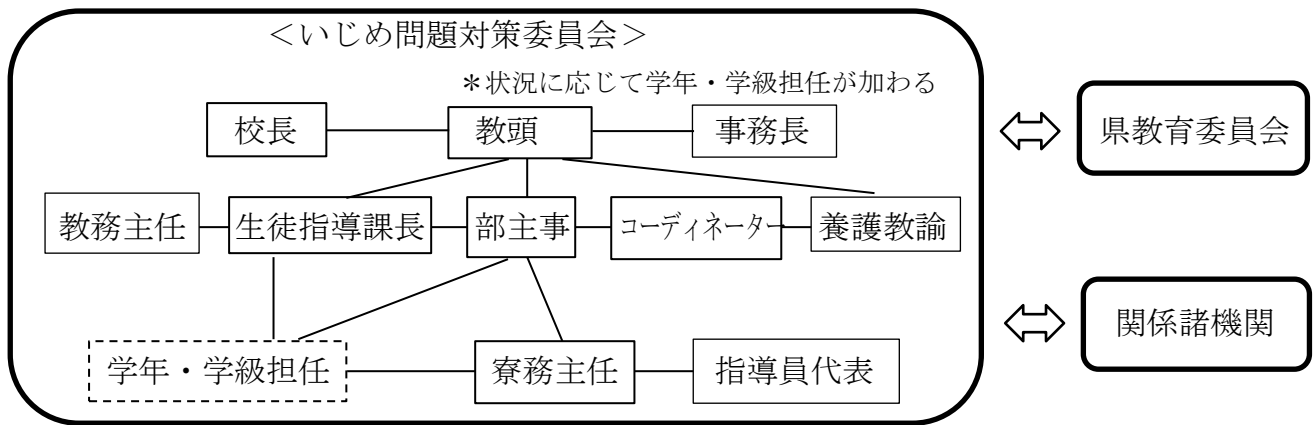 ＜いじめ問題対策委員会＞
＊状況に応じて学年・学級担任が加わる
校長 教頭 事務長
県教育委員会
教務主任 生徒指導課長 部主事 コーディネーター 養護教諭
関係諸機関
学年・学級担任 寮務主任 指導員代表